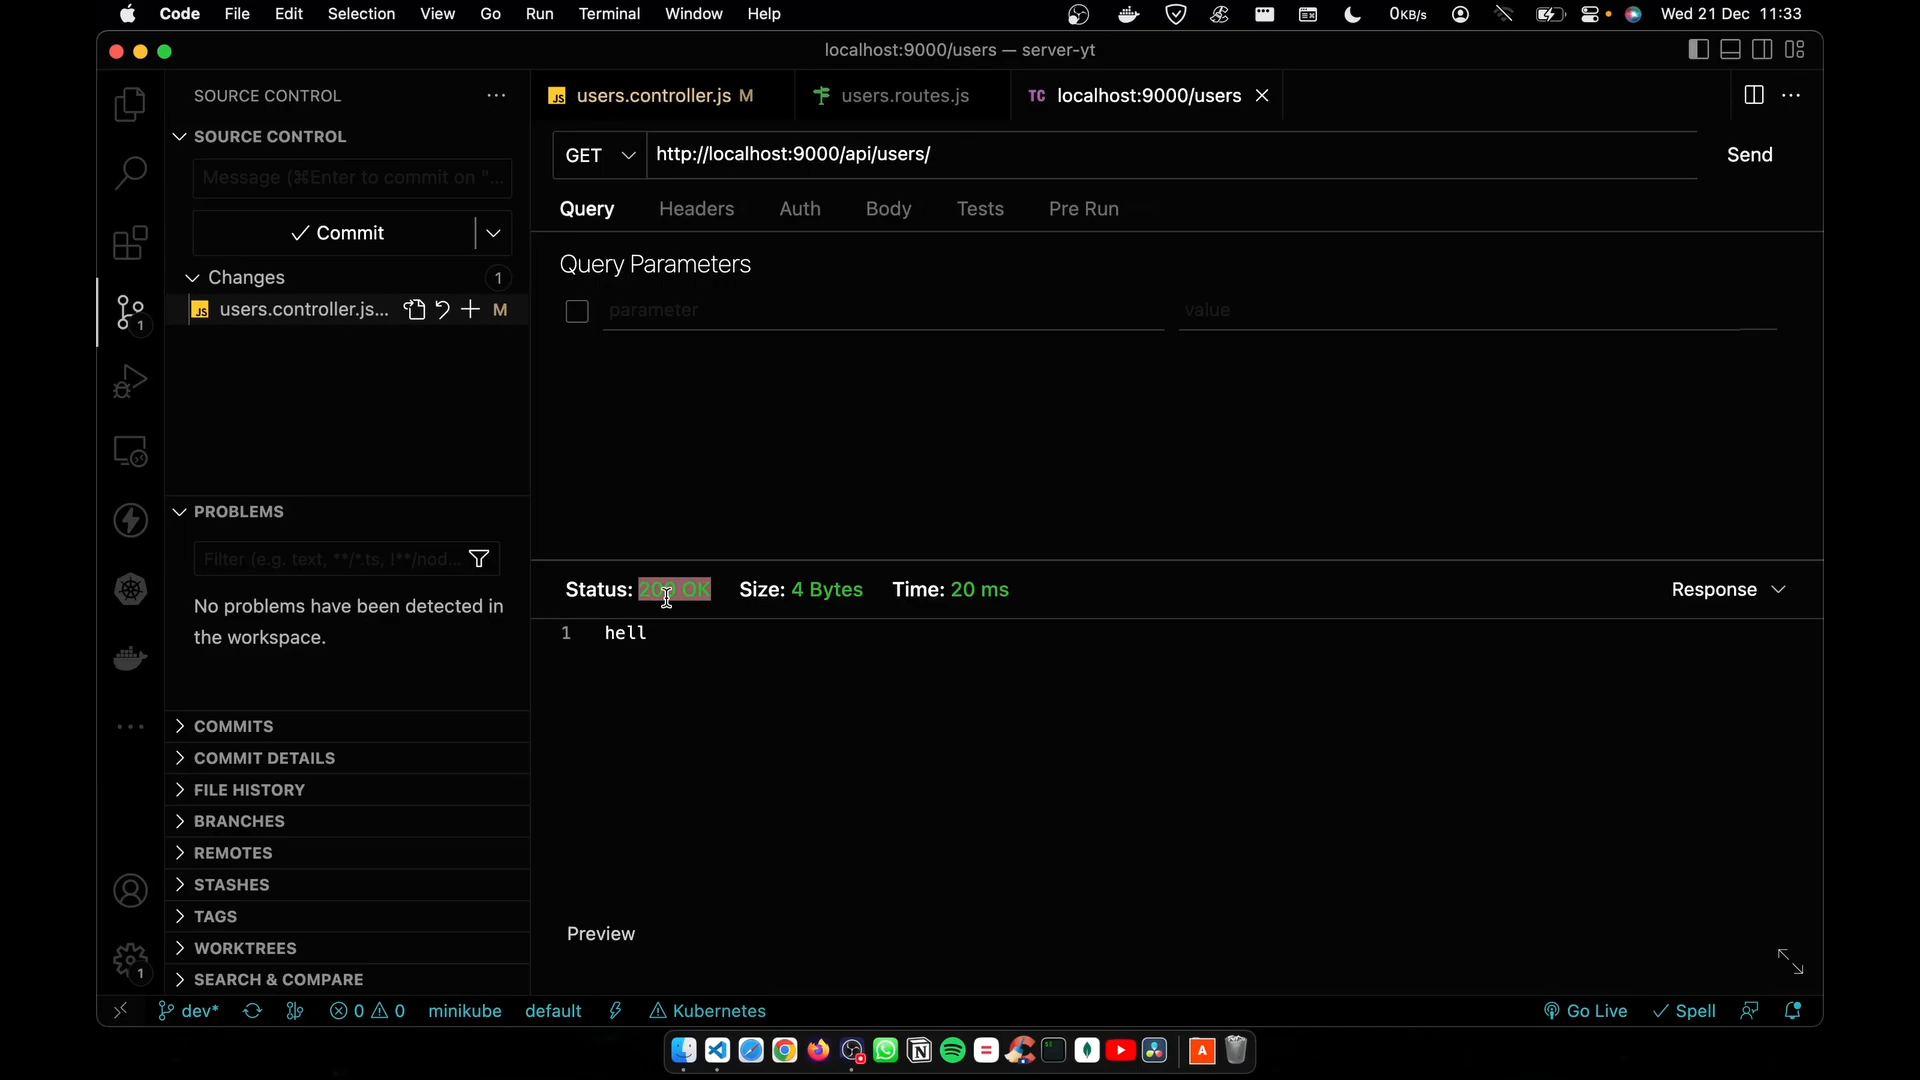 Code File Edit Selection View Go Run Terminal Window Help 0KB/s Wed 21 Dec 11:33
localhost:9000/users — server-yt
SOURCE CONTROL
users.controller.js M users.routes.js TC localhost:9000/users
SOURCE CONTROL
GET http://localhost:9000/api/users/ Send
Message (⌘Enter to commit on "...
Query Headers Auth Body Tests Pre Run
Commit
Query Parameters
Changes 1
JS users.controller.js... M
parameter value
1
PROBLEMS
Filter (e.g. text, **/*.ts, !**/nod...
Status: 200 OK Size: 4 Bytes Time: 20 ms Response
No problems have been detected in
the workspace.
1 hell
COMMITS
COMMIT DETAILS
FILE HISTORY
BRANCHES
REMOTES
STASHES
TAGS
Preview
WORKTREES
1
SEARCH & COMPARE
dev* 0 0 minikube default Kubernetes Go Live Spell